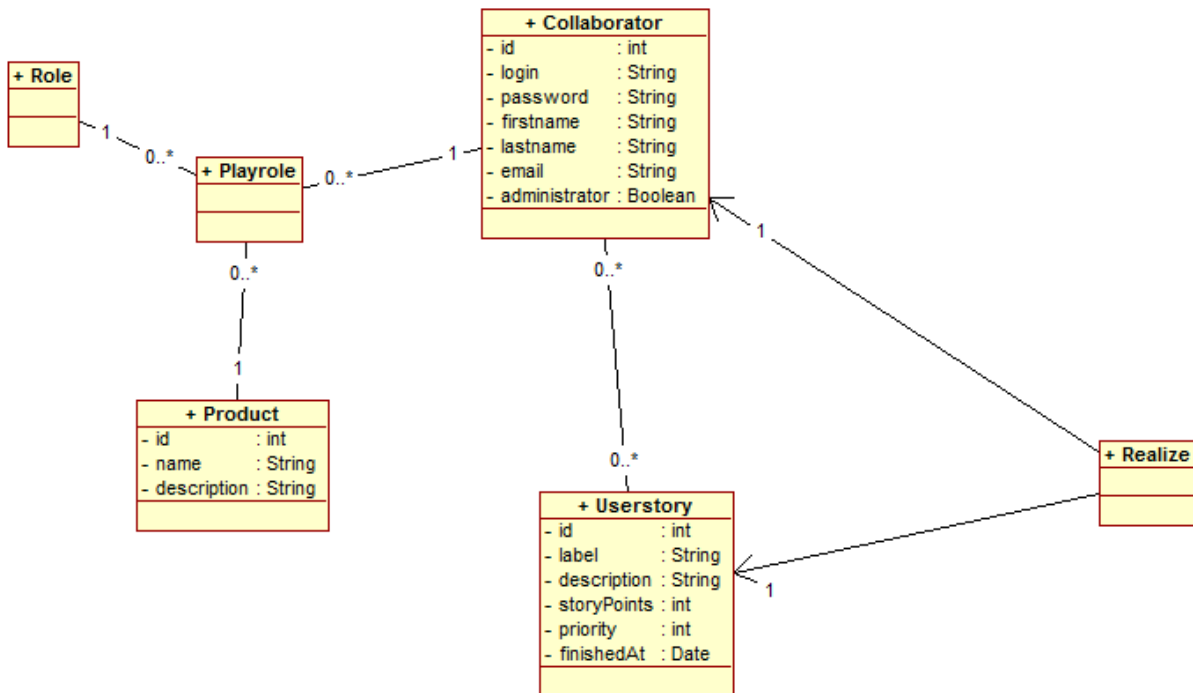 + Collaborator
- id : int
- login : String
- password : String
- firstname : String
- lastname : String
- email : String
- administrator : Boolean
+ Role
1
0..*
+ Playrole
0..*
1
1
0..*
0..*
1
+ Product
- id : int
- name : String
- description : String
0..*
+ Realize
+ Userstory
- id : int
- label : String
- description : String
- storyPoints : int
- priority : int
- finishedAt : Date
1